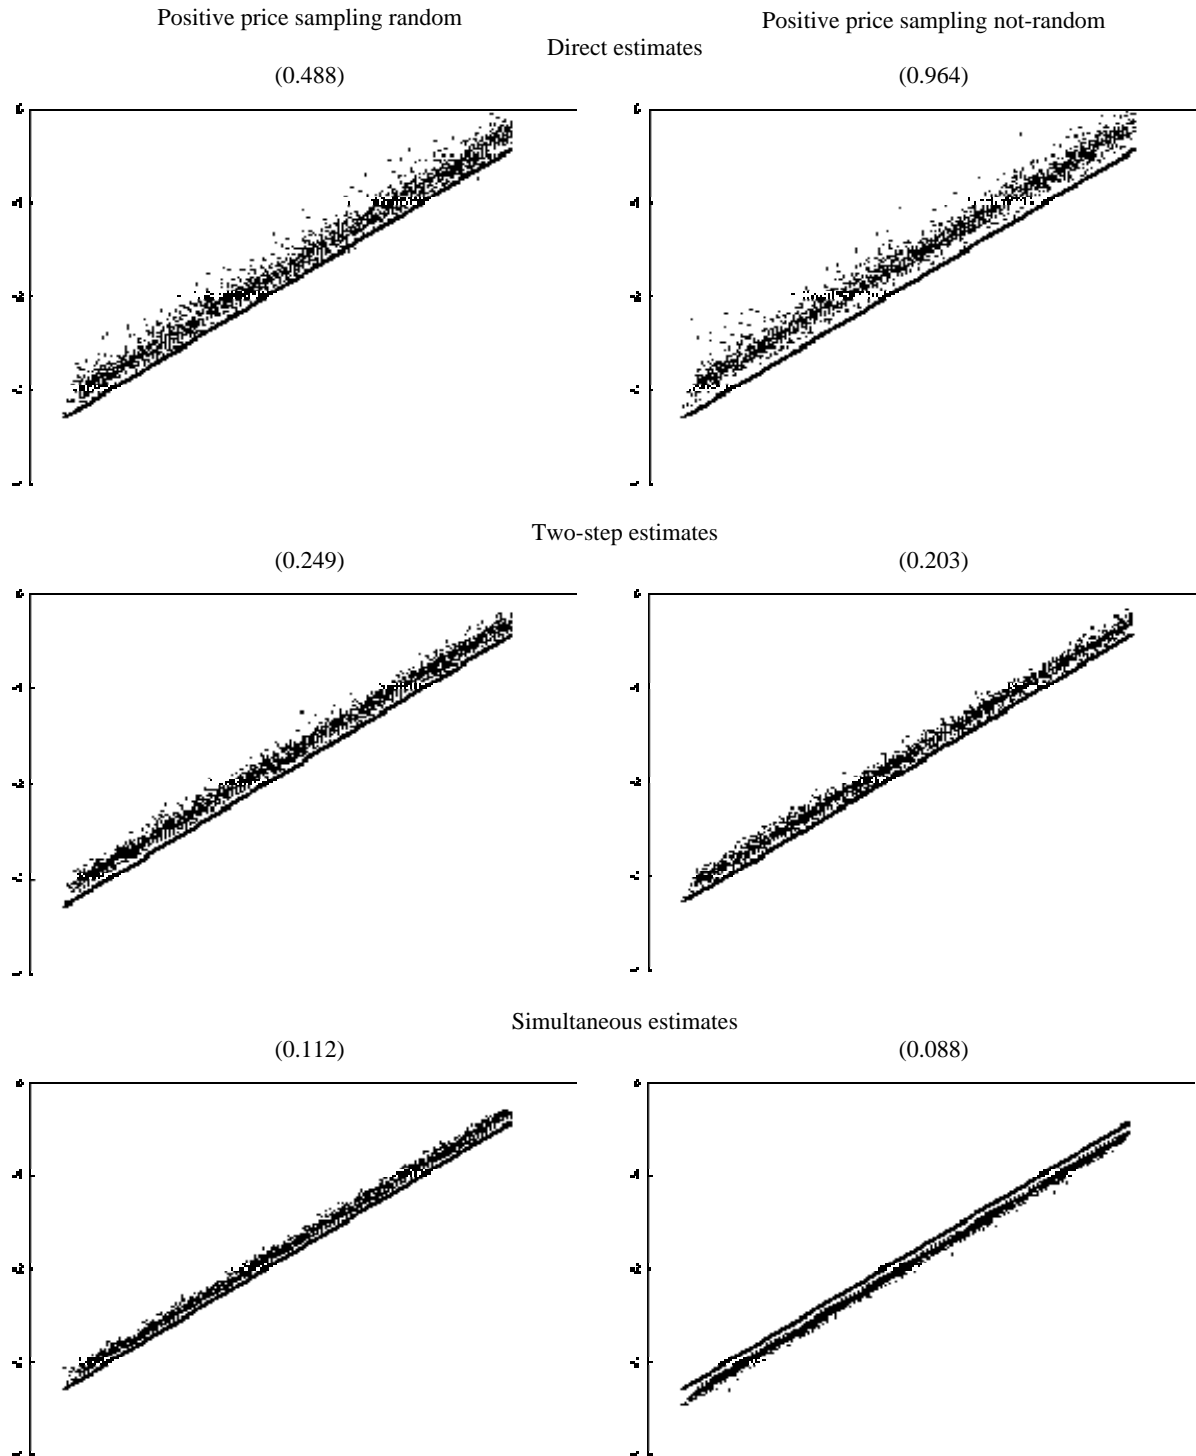 Positive price sampling random
Positive price sampling not-random
Direct estimates
(0.488)
(0.964)
Two-step estimates
(0.249)
(0.203)
Simultaneous estimates
(0.112)
(0.088)